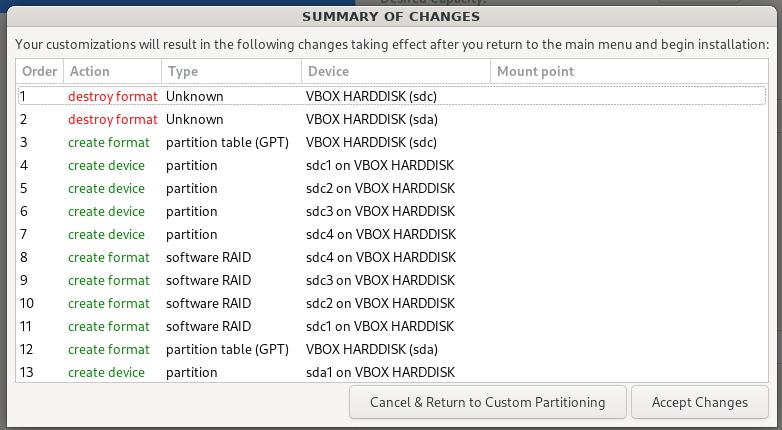 Desired Capacity:
SUMMARY OF CHANGES
Your customizations will result in the following changes taking effect after you return to the main menu and begin installation:
Order Action Type Device Mount point
1 destroy format Unknown VBOX HARDDISK (sdc)
2 destroy format Unknown VBOX HARDDISK (sda)
3 create format partition table (GPT) VBOX HARDDISK (sdc)
4 create device partition sdc1 on VBOX HARDDISK
5 create device partition sdc2 on VBOX HARDDISK
6 create device partition sdc3 on VBOX HARDDISK
7 create device partition sdc4 on VBOX HARDDISK
8 create format software RAID sdc4 on VBOX HARDDISK
9 create format software RAID sdc3 on VBOX HARDDISK
10 create format software RAID sdc2 on VBOX HARDDISK
11 create format software RAID sdc1 on VBOX HARDDISK
12 create format partition table (GPT) VBOX HARDDISK (sda)
13 create device partition sda1 on VBOX HARDDISK
Cancel & Return to Custom Partitioning Accept Changes